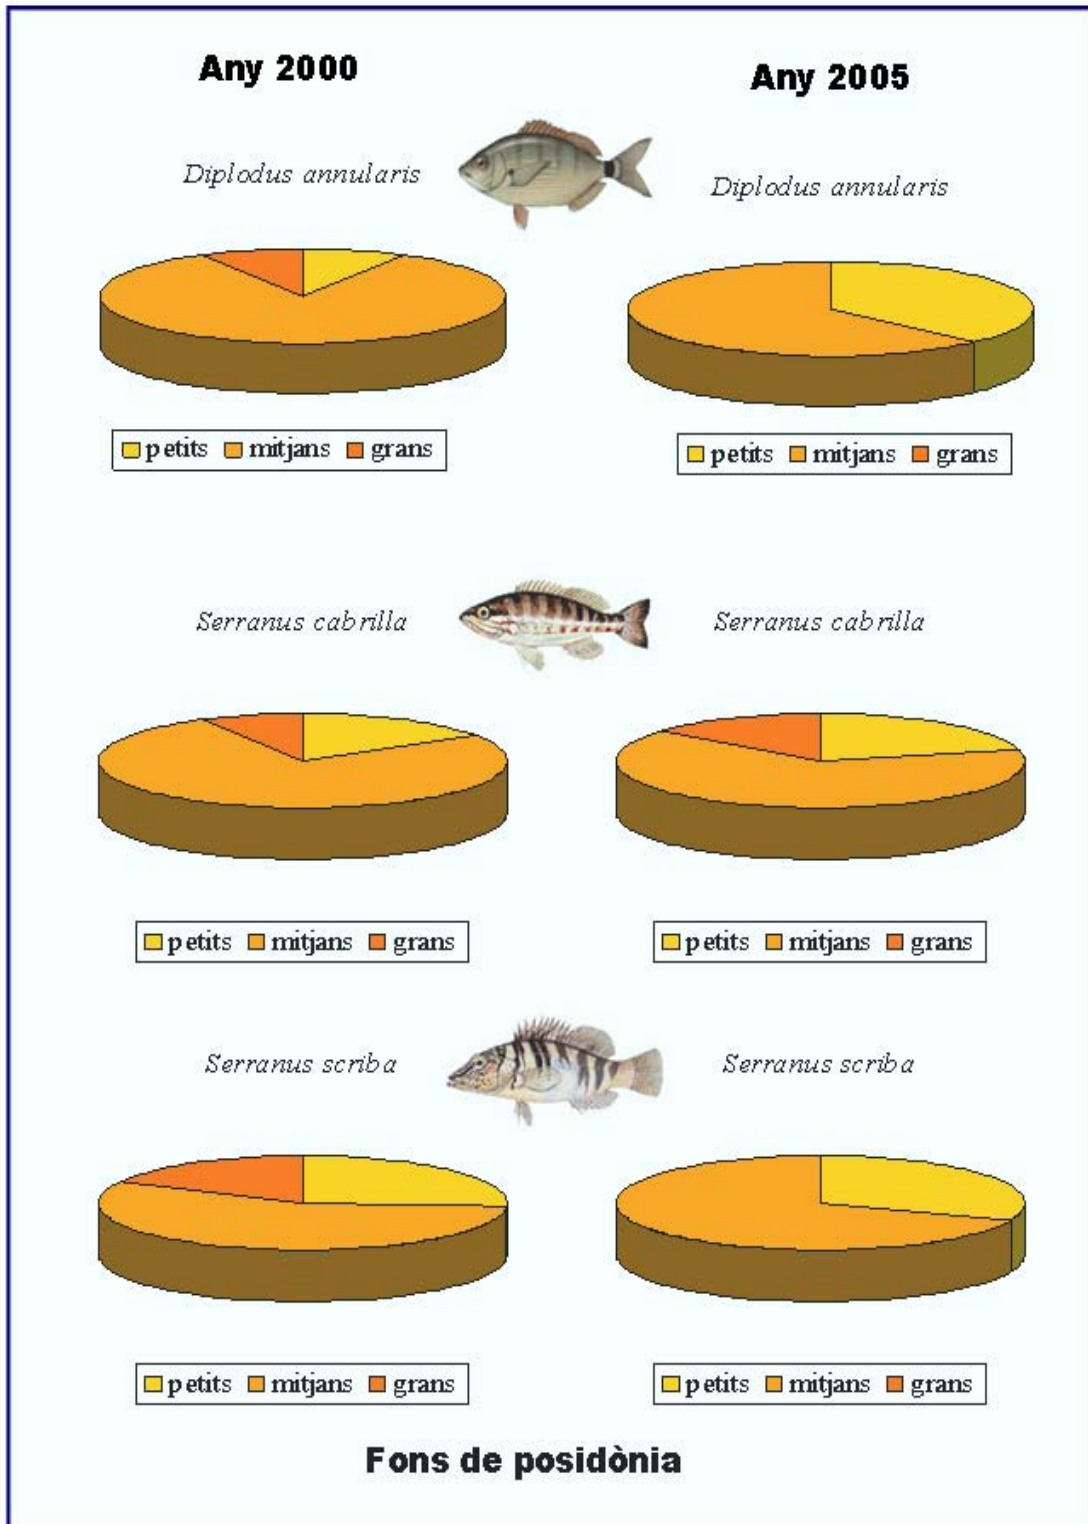 Any 2000
Any 2005
Diplodus annularis
Diplodus annularis
petits mitjans grans
petits mitjans grans
Serranus cabrilla
Serranus cabrilla
petits mitjans grans
petits mitjans grans
Serranus scriba
Serranus scriba
petits mitjans grans
petits mitjans grans
Fons de posidònia